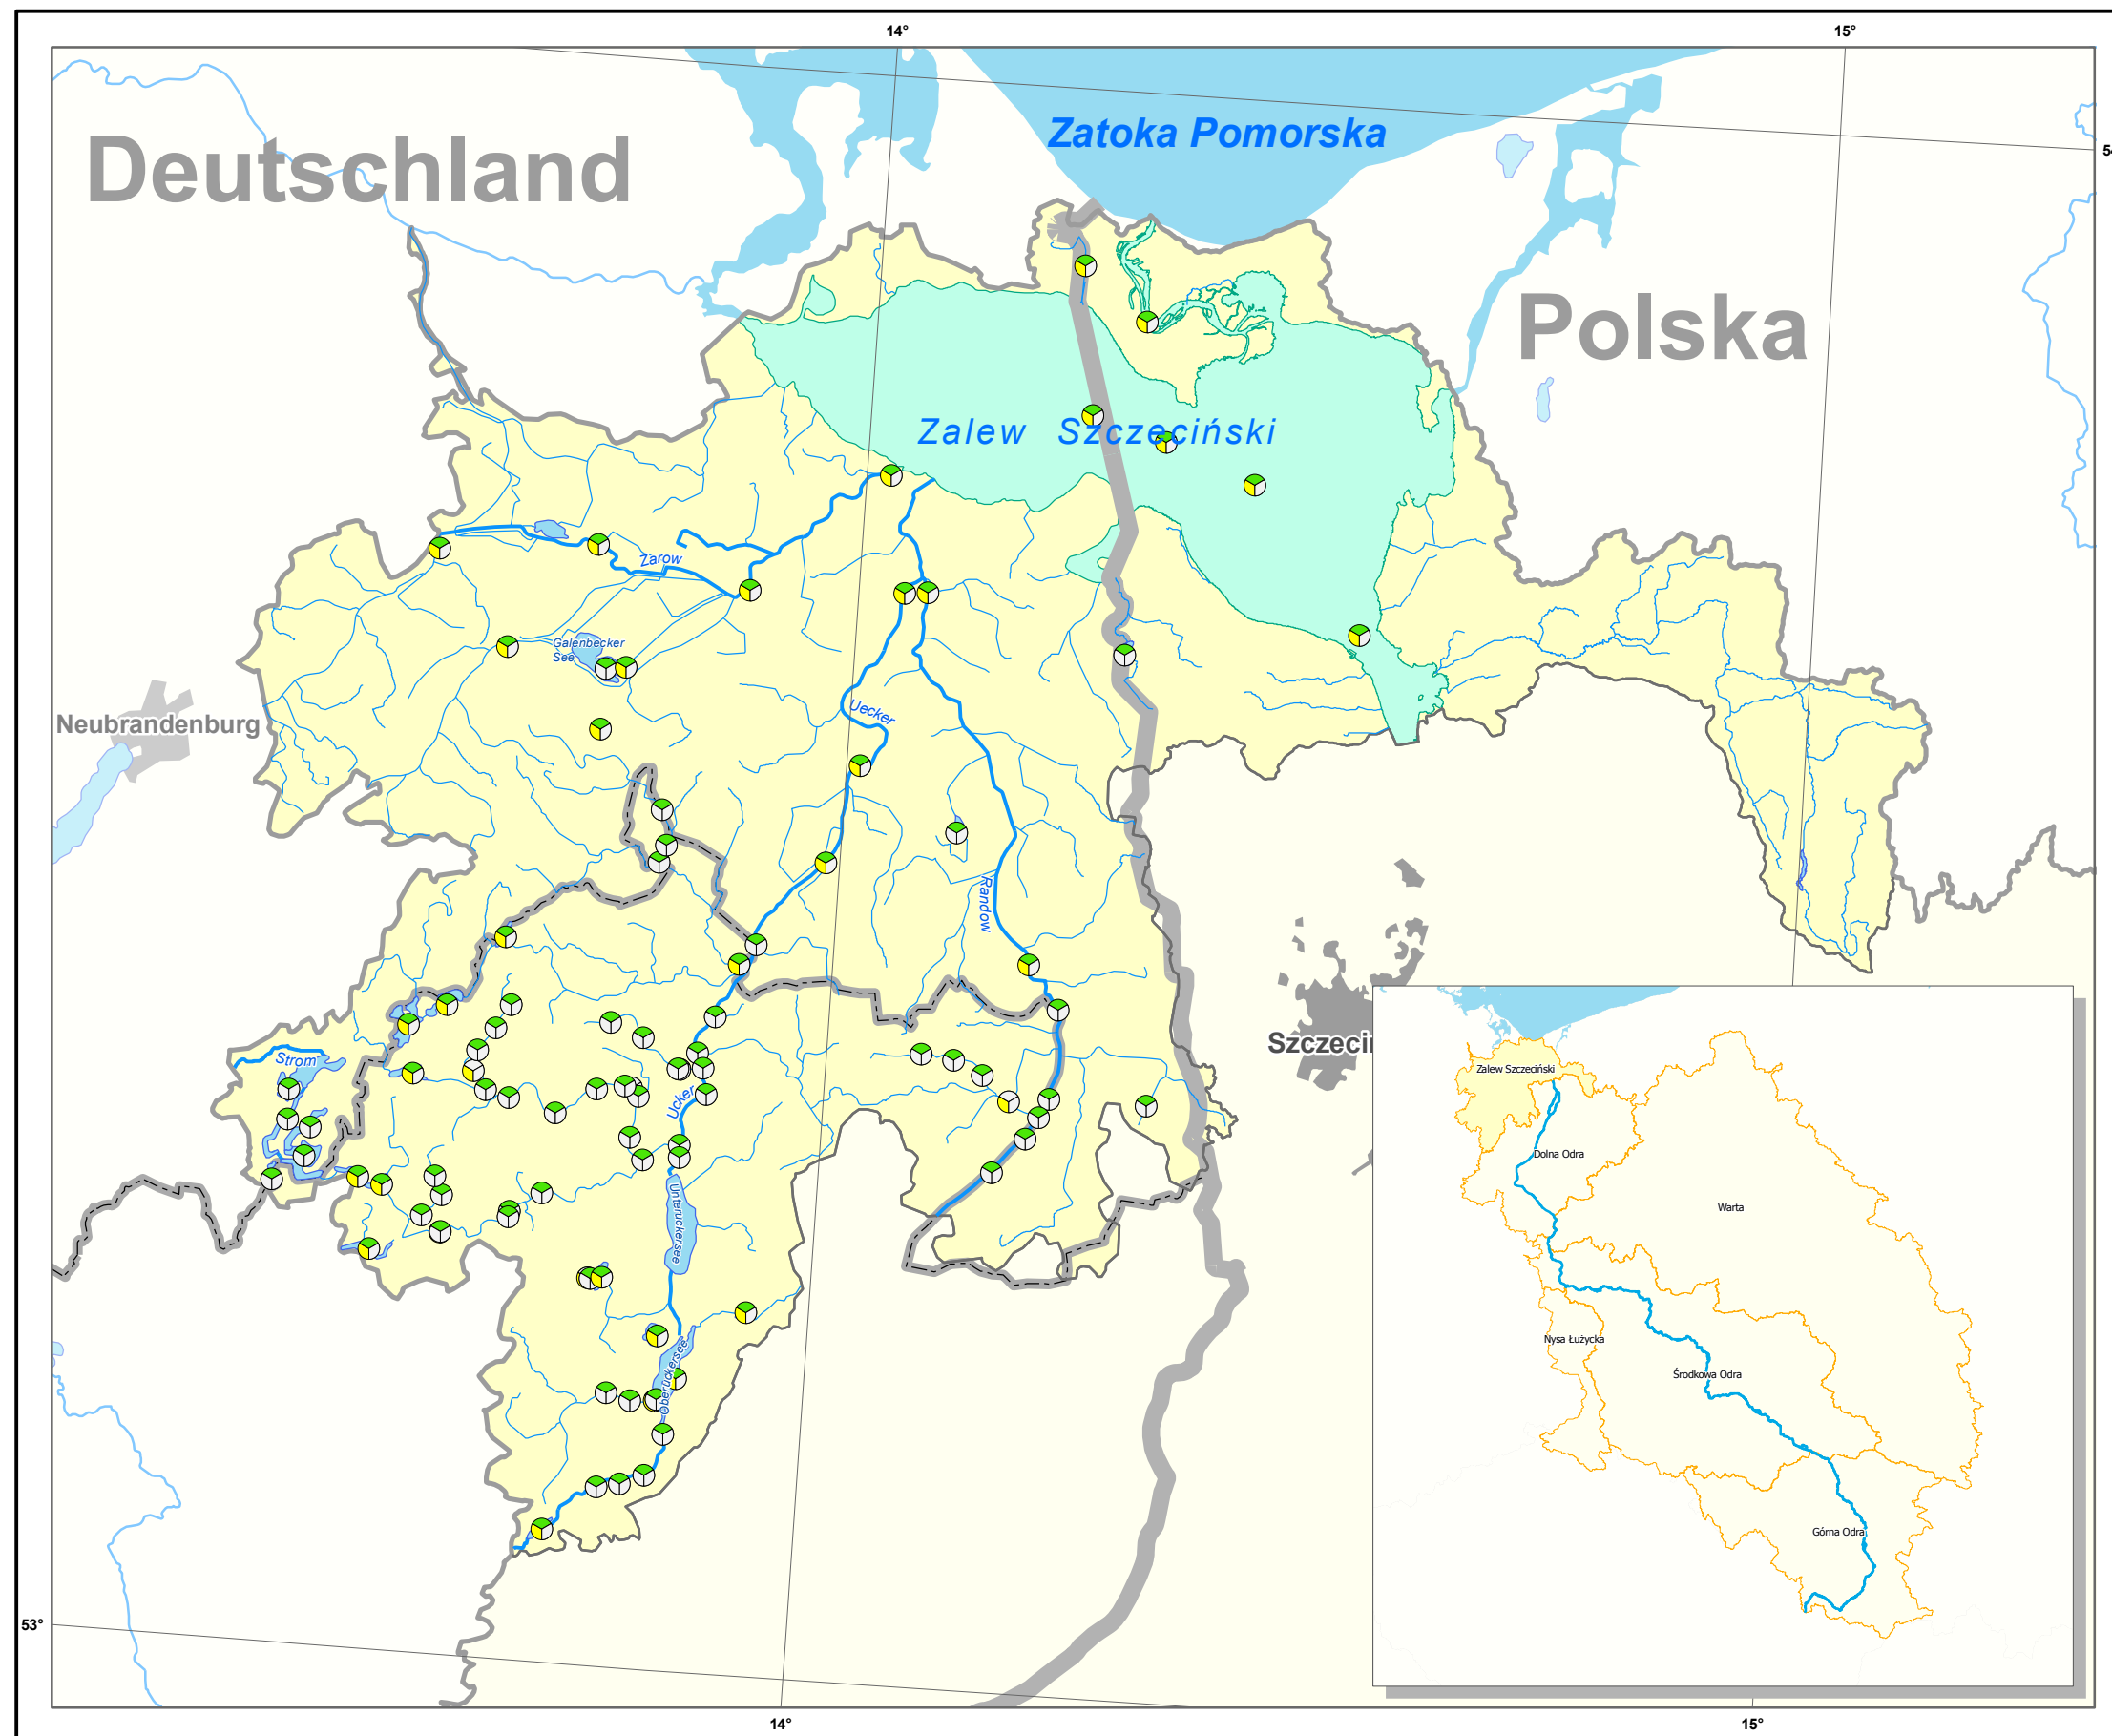 14°
15°
Deutschland
Zatoka Pomorska
Polska
Zalew Szczeciński
Zarow
Galenbecker
See
Neubrandenburg
Uecker
Randow
Strom
Ucker
Szczeci
Unteruckersee
Oberuckersee
Zalew Szczeciński
Dolna Odra
Warta
Nysa Łużycka
Środkowa Odra
Górna Odra
53°
14°
15°